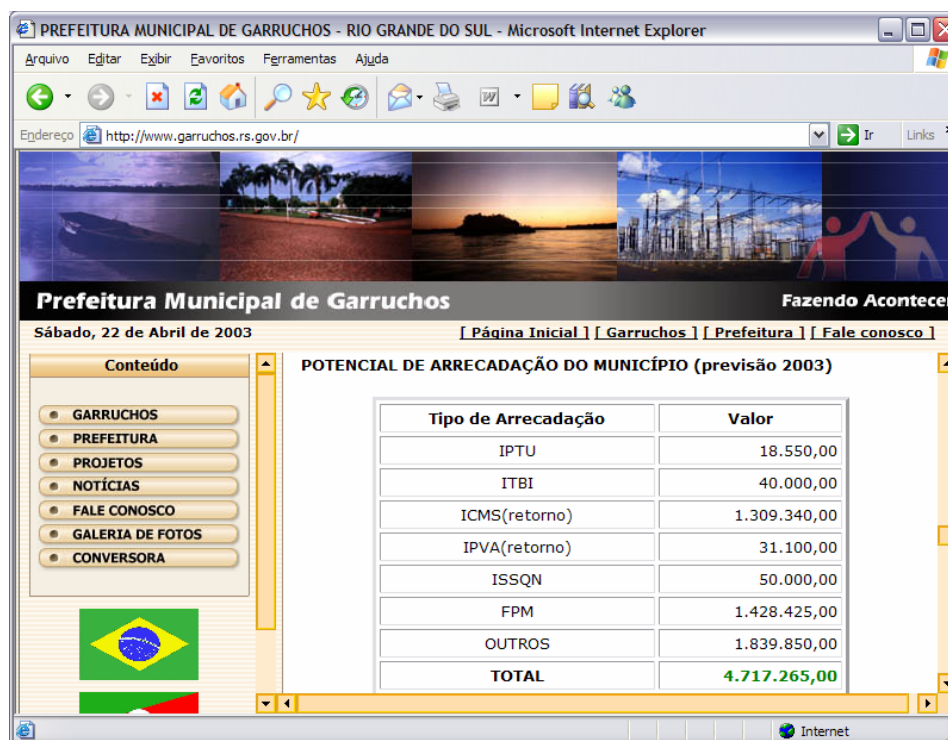 PREFEITURA MUNICIPAL DE GARRUCHOS - RIO GRANDE DO SUL - Microsoft Internet Explorer
Arquivo Editar Exibir Favoritos Ferramentas Ajuda
Endereço http://www.garruchos.rs.gov.br/ Ir Links
Prefeitura Municipal de Garruchos Fazendo Acontecer
Sábado, 22 de Abril de 2003 [ Página Inicial ] [ Garruchos ] [ Prefeitura ] [ Fale conosco ]
Conteúdo
GARRUCHOS
PREFEITURA
PROJETOS
NOTÍCIAS
FALE CONOSCO
GALERIA DE FOTOS
CONVERSORA
POTENCIAL DE ARRECADAÇÃO DO MUNICÍPIO (previsão 2003)
Tipo de Arrecadação Valor
IPTU 18.550,00
ITBI 40.000,00
ICMS(retorno) 1.309.340,00
IPVA(retorno) 31.100,00
ISSQN 50.000,00
FPM 1.428.425,00
OUTROS 1.839.850,00
TOTAL 4.717.265,00
Internet